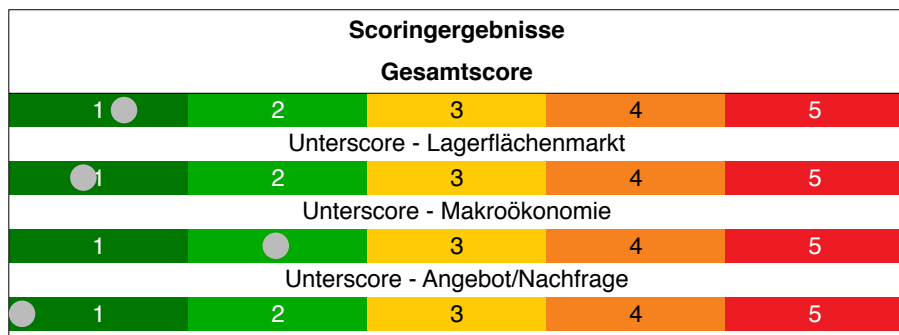 Scoringergebnisse
Gesamtscore
1 2 3 4 5
Unterscore - Lagerflächenmarkt
1 2 3 4 5
Unterscore - Makroökonomie
1 2 3 4 5
Unterscore - Angebot/Nachfrage
1 2 3 4 5